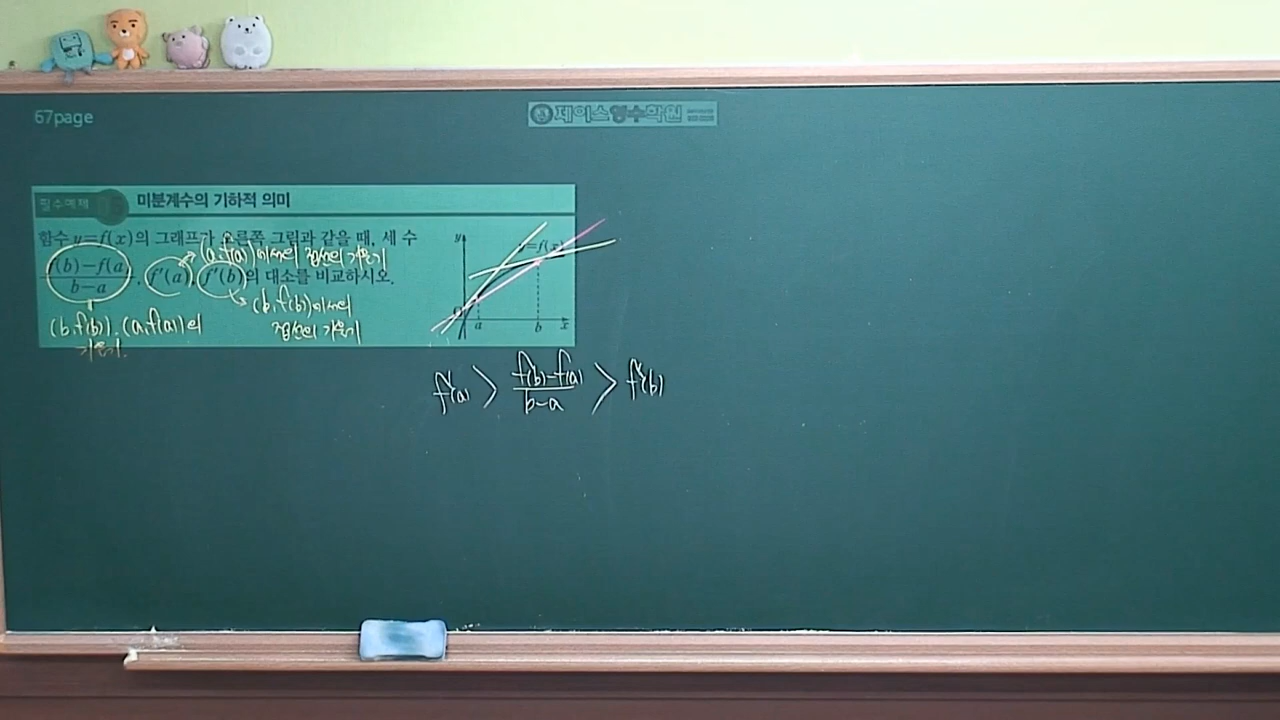 67page
제이스영수학원
필수예제
미분계수의 기하적 의미
함수 y=f(x)의 그래프가 오른쪽 그림과 같을 때, 세 수
f(b)-f(a)
b-a
, f'(a), f'(b)의 대소를 비교하시오.
(a, f(a))에서의 접선의 기울기
(b, f(b))에서의
접선의 기울기
(b, f(b)), (a, f(a))의
기울기.
y
y=f(x)
a
b
x
f'(a) > f(b)-f(a) / b-a > f'(b)